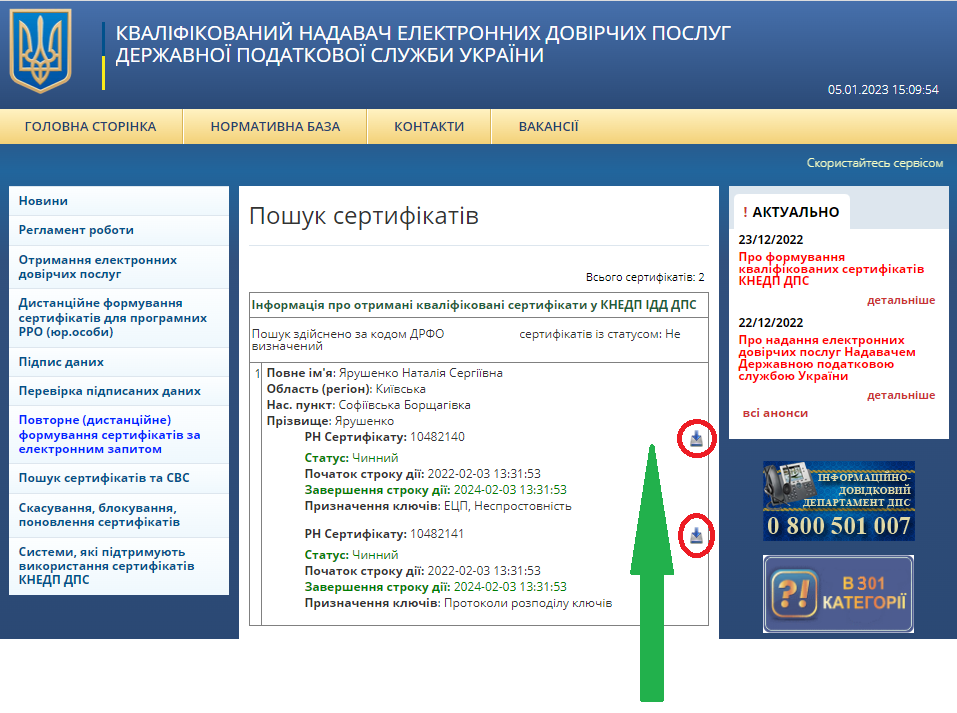 КВАЛІФІКОВАНИЙ НАДАВАЧ ЕЛЕКТРОННИХ ДОВІРЧИХ ПОСЛУГ
ДЕРЖАВНОЇ ПОДАТКОВОЇ СЛУЖБИ УКРАЇНИ
05.01.2023 15:09:54
ГОЛОВНА СТОРІНКА
НОРМАТИВНА БАЗА
КОНТАКТИ
ВАКАНСІЇ
Скористайтесь сервісом
Новини
Регламент роботи
Отримання електронних
довірчих послуг
Дистанційне формування
сертифікатів для програмних
РРО (юр.особи)
Підпис даних
Перевірка підписаних даних
Повторне (дистанційне)
формування сертифікатів за
електронним запитом
Пошук сертифікатів та СВС
Скасування, блокування,
поновлення сертифікатів
Системи, які підтримують
використання сертифікатів
КНЕДП ДПС
Пошук сертифікатів
Всього сертифікатів: 2
Інформація про отримані кваліфіковані сертифікати у КНЕДП ІДД ДПС
Пошук здійснено за кодом ДРФО сертифікатів із статусом: Не
визначений
1 Повне ім'я: Ярушенко Наталія Сергіївна
Область (регіон): Київська
Нас. пункт: Софіївська Борщагівка
Прізвище: Ярушенко
РН Сертифікату: 10482140
Статус: Чинний
Початок строку дії: 2022-02-03 13:31:53
Завершення строку дії: 2024-02-03 13:31:53
Призначення ключів: ЕЦП, Неспростовність
РН Сертифікату: 10482141
Статус: Чинний
Початок строку дії: 2022-02-03 13:31:53
Завершення строку дії: 2024-02-03 13:31:53
Призначення ключів: Протоколи розподілу ключів
! АКТУАЛЬНО
23/12/2022
Про формування
кваліфікованих сертифікатів
КНЕДП ДПС
детальніше
22/12/2022
Про надання електронних
довірчих послуг Надавачем
Державною податковою
службою України
детальніше
всі анонси
ІНФОРМАЦІЙНО-
ДОВІДКОВИЙ
ДЕПАРТАМЕНТ ДПС
0 800 501 007
?!
В 301
КАТЕГОРІЇ